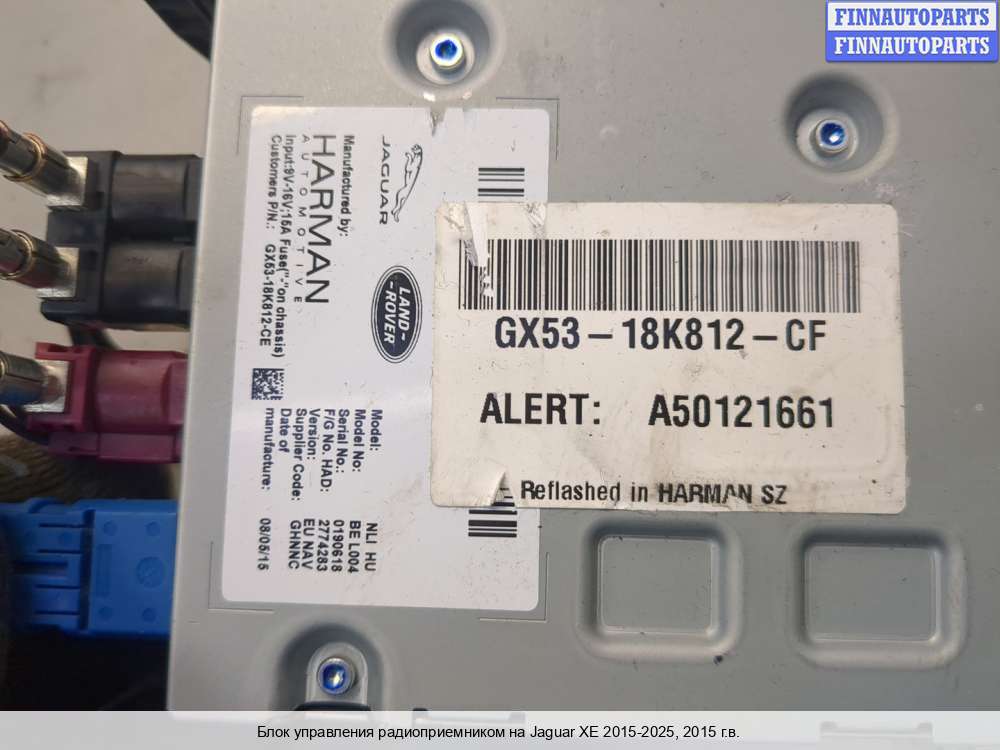 FINNAUTOPARTS
FINNAUTOPARTS
JAGUAR
LAND-
-ROVER
Manufactured by:
HARMAN
AUTOMOTIVE
Input:9V-16V;15A Fuse("-"on chassis)
Customers P/N.: GX53-18K812-CE
Model: NLI HU
Model No: BE L004
Serial No.: 0190618
F/G No. HAD: 2774283
Version: EU NAV
Supplier Code: GHNNC
Date of
manufacture: 08/05/15
GX53-18K812-CF
ALERT: A50121661
Reflashed in HARMAN SZ
Блок управления радиоприемником на Jaguar XE 2015-2025, 2015 г.в.